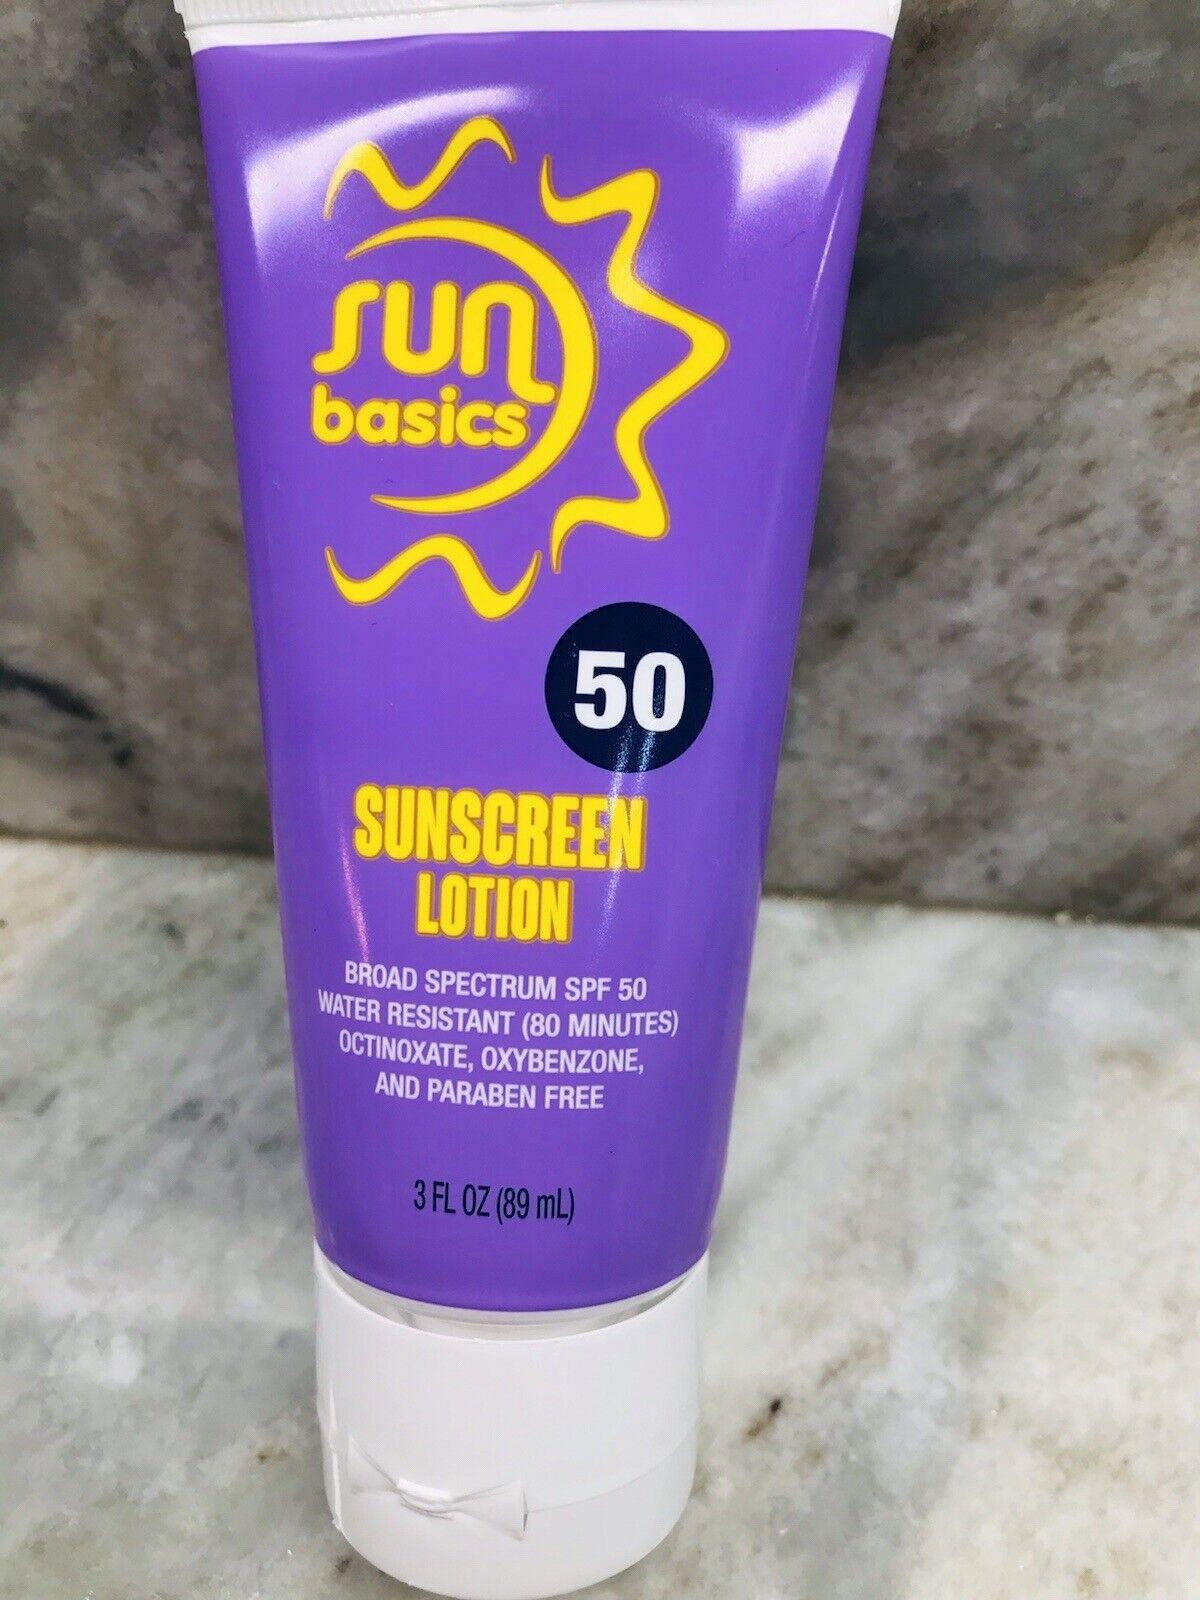 sun
basics
50
SUNSCREEN
LOTION
BROAD SPECTRUM SPF 50
WATER RESISTANT (80 MINUTES)
OCTINOXATE, OXYBENZONE,
AND PARABEN FREE
3 FL OZ (89 mL)